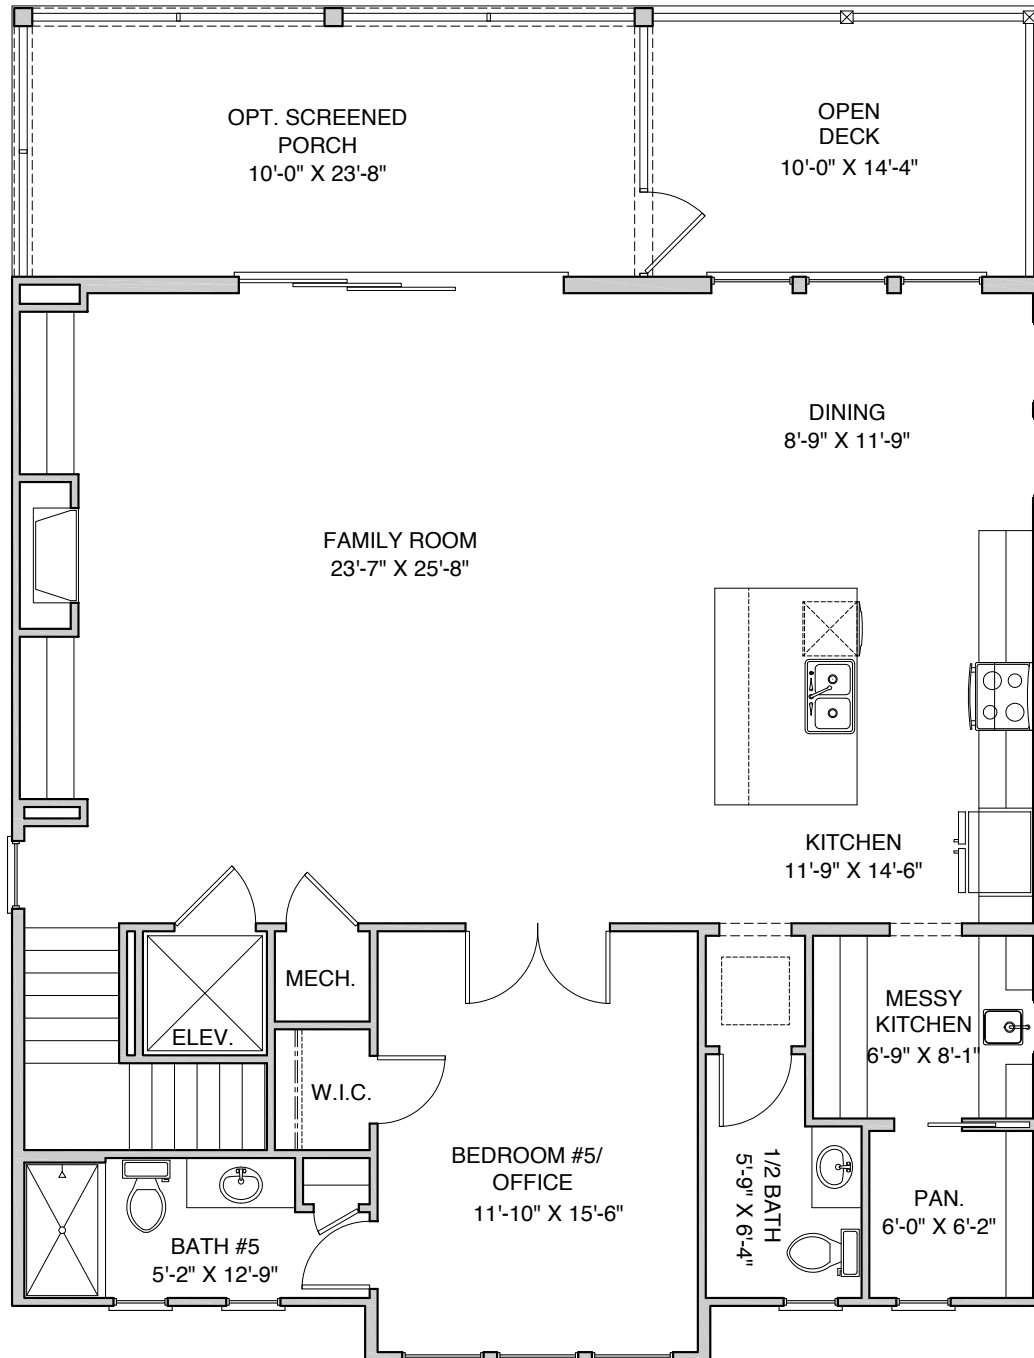 OPT. SCREENED
PORCH
10'-0" X 23'-8"
OPEN
DECK
10'-0" X 14'-4"
DINING
8'-9" X 11'-9"
FAMILY ROOM
23'-7" X 25'-8"
KITCHEN
11'-9" X 14'-6"
MECH.
ELEV.
W.I.C.
MESSY
KITCHEN
6'-9" X 8'-1"
BEDROOM #5/
OFFICE
11'-10" X 15'-6"
1/2 BATH
5'-9" X 6'-4"
PAN.
6'-0" X 6'-2"
BATH #5
5'-2" X 12'-9"